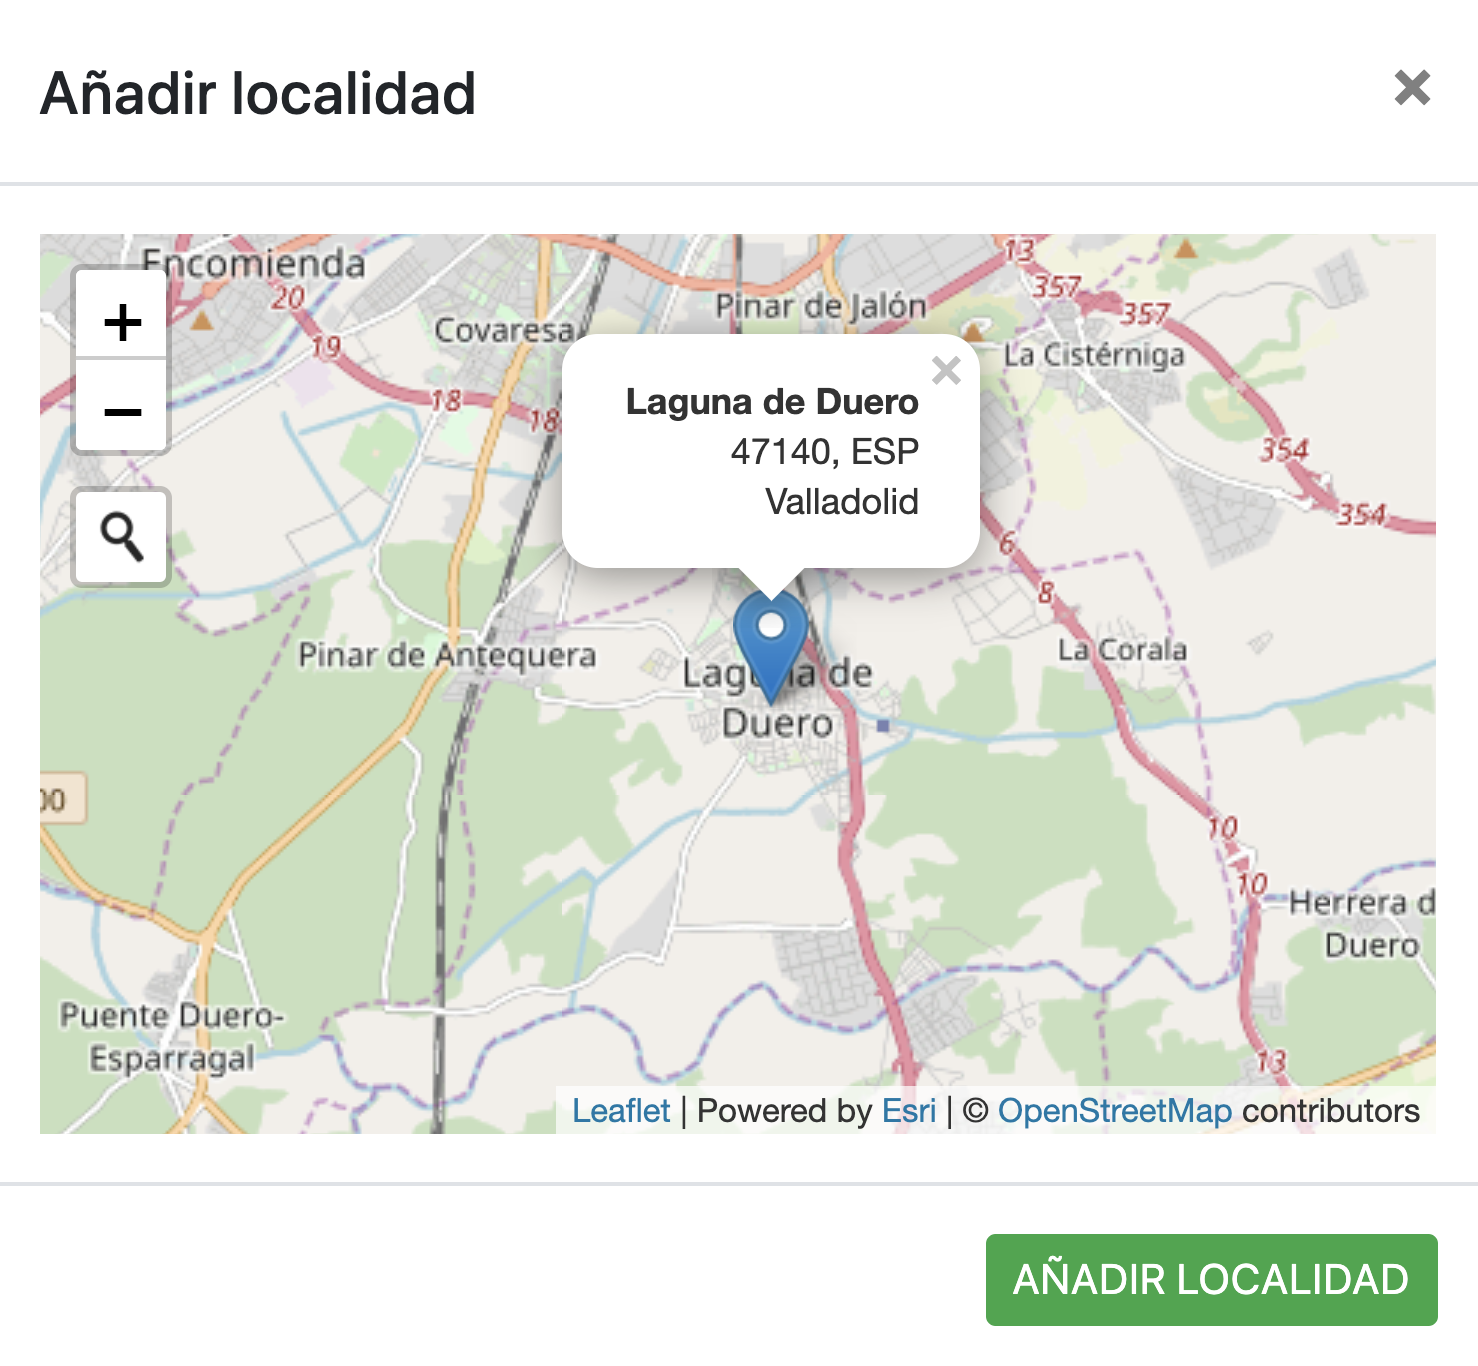 Añadir localidad
×
Encomienda
20
Covaresa
Pinar de Jalón
13
357
357
La Cistérniga
+
−
19
18
18
354
354
×
Laguna de Duero
47140, ESP
Valladolid
6
8
Pinar de Antequera
Laguna de
Duero
La Corala
00
10
10
Herrera d
Duero
Puente Duero-
Esparragal
13
Leaflet | Powered by Esri | © OpenStreetMap contributors
AÑADIR LOCALIDAD